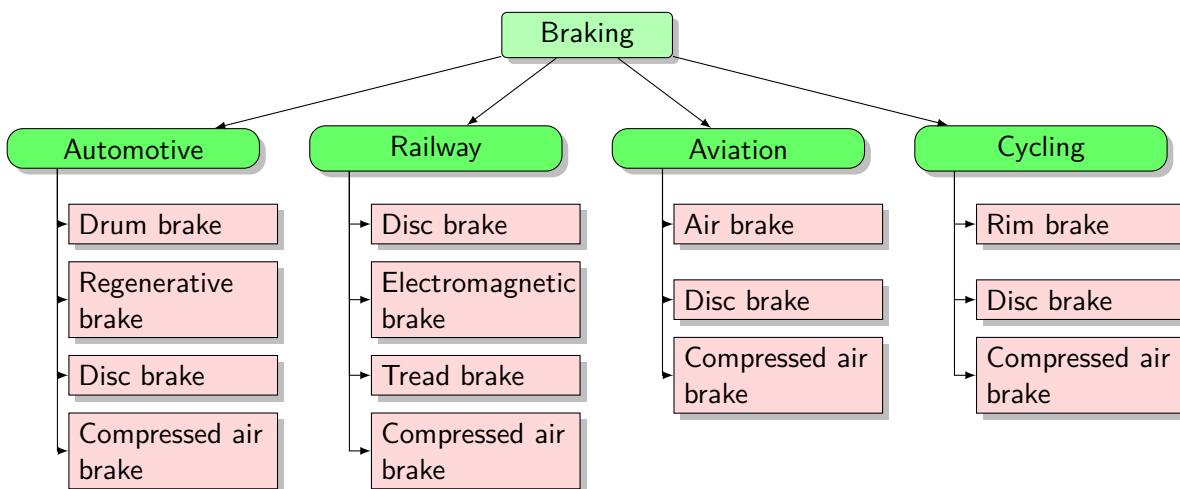 Braking
Automotive
Railway
Aviation
Cycling
Drum brake
Regenerative
brake
Disc brake
Compressed air
brake
Disc brake
Electromagnetic
brake
Tread brake
Compressed air
brake
Air brake
Disc brake
Compressed air
brake
Rim brake
Disc brake
Compressed air
brake